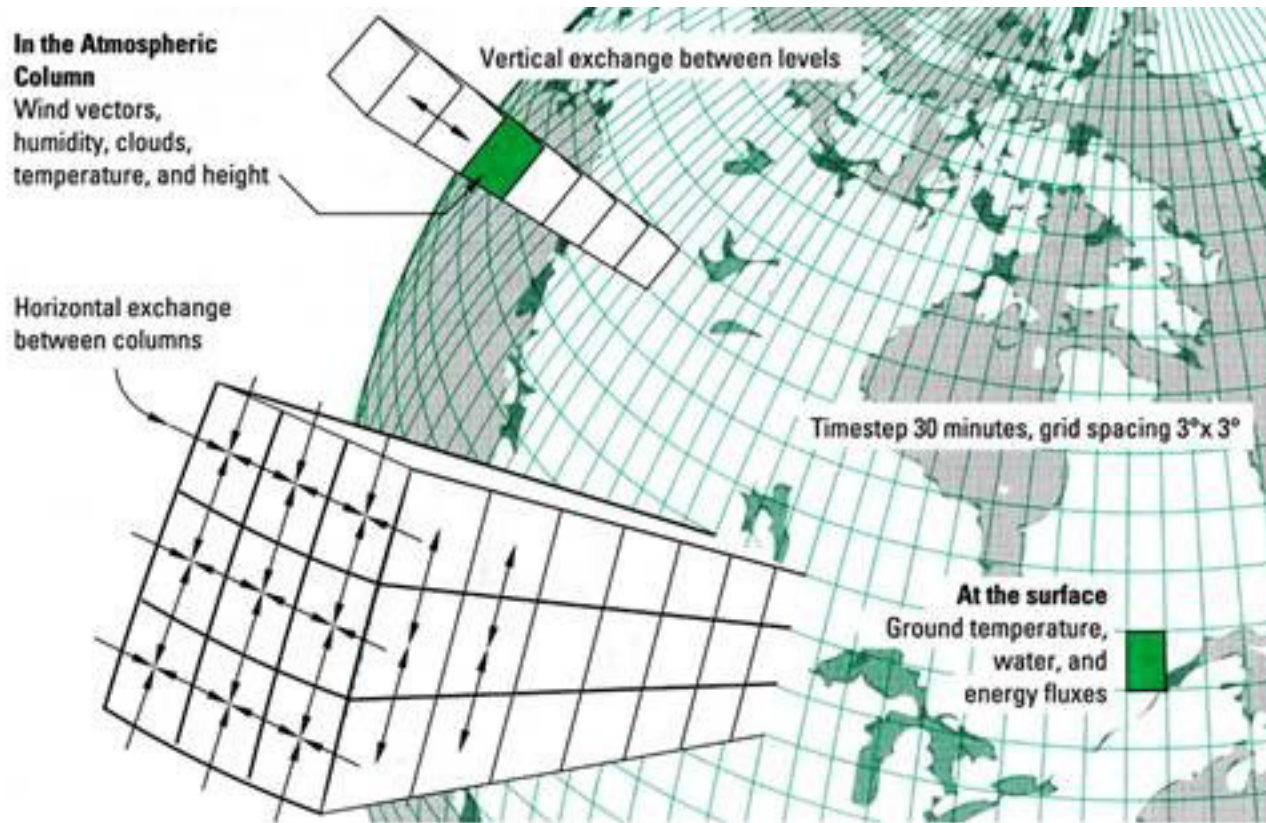 In the Atmospheric
Column
Wind vectors,
humidity, clouds,
temperature, and height
Vertical exchange between levels
Horizontal exchange
between columns
Timestep 30 minutes, grid spacing 3°x 3°
At the surface
Ground temperature,
water, and
energy fluxes